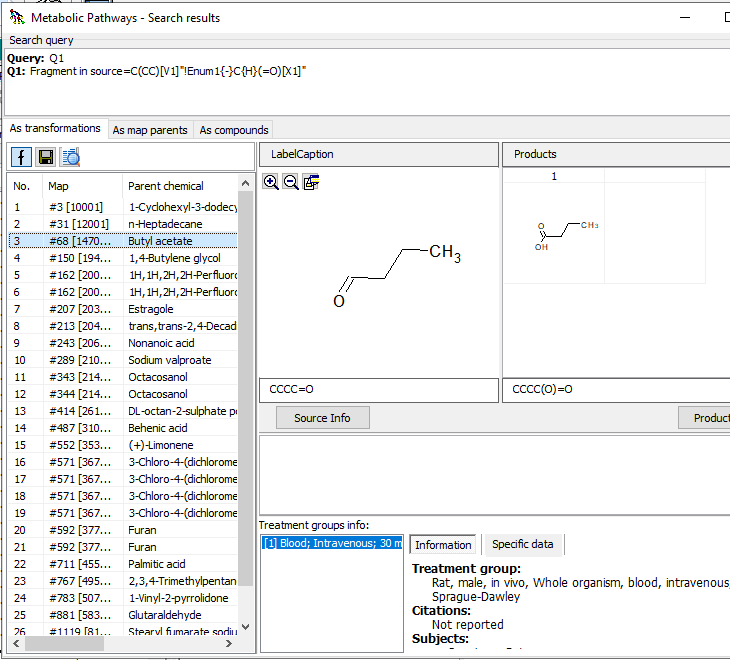 Metabolic Pathways - Search results
Search query
Query: Q1
Q1: Fragment in source=C(CC)[V1]"!Enum1{-}C{H}(=O)[X1]"
As transformations As map parents As compounds
LabelCaption
Products
No. Map Parent chemical
1 #3 [10001] 1-Cyclohexyl-3-dodecy
2 #31 [12001] n-Heptadecane
3 #68 [1470... Butyl acetate
4 #150 [194... 1,4-Butylene glycol
5 #162 [200... 1H,1H,2H,2H-Perfluoro
6 #162 [200... 1H,1H,2H,2H-Perfluoro
7 #207 [203... Estragole
8 #213 [204... trans,trans-2,4-Decad
9 #243 [206... Nonanoic acid
10 #289 [210... Sodium valproate
11 #343 [214... Octacosanol
12 #344 [214... Octacosanol
13 #414 [261... DL-octan-2-sulphate po
14 #487 [310... Behenic acid
15 #552 [353... (+)-Limonene
16 #571 [367... 3-Chloro-4-(dichlorome
17 #571 [367... 3-Chloro-4-(dichlorome
18 #571 [367... 3-Chloro-4-(dichlorome
19 #571 [367... 3-Chloro-4-(dichlorome
20 #592 [377... Furan
21 #592 [377... Furan
22 #711 [455... Palmitic acid
23 #767 [495... 2,3,4-Trimethylpentan
24 #783 [507... 1-Vinyl-2-pyrrolidone
25 #881 [583... Glutaraldehyde
26 #1119 [81... Stearyl fumarate sodiu
CH3
O
CCCC=O
Source Info
1
O
CH3
OH
CCCC(O)=O
Product
Treatment groups info:
[1] Blood; Intravenous; 30 m
Information Specific data
Treatment group:
Rat, male, in vivo, Whole organism, blood, intravenous,
Sprague-Dawley
Citations:
Not reported
Subjects: